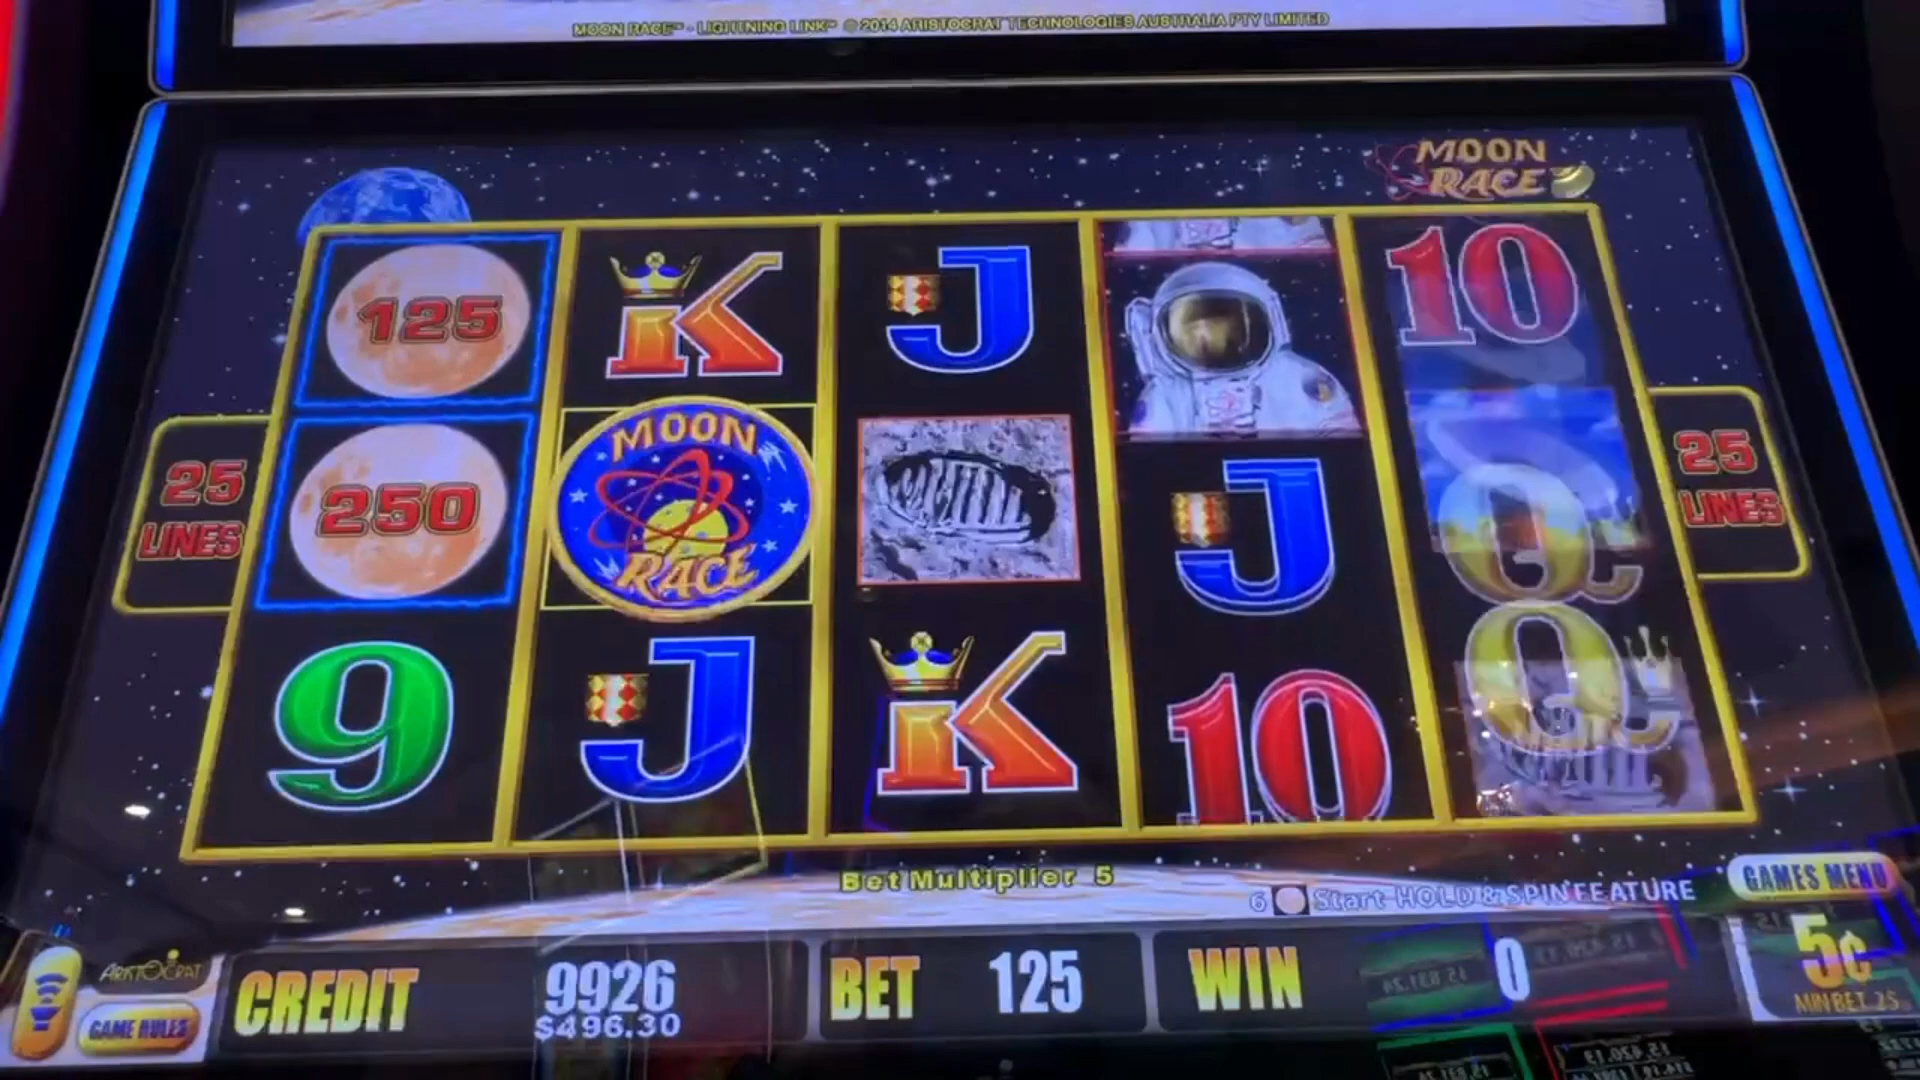 MOON RACE™ - LIGHTNING LINK™ © 2014 ARISTOCRAT TECHNOLOGIES AUSTRALIA PTY LIMITED
MOON
RACE
125
K
J
10
25
LINES
250
MOON
RACE
J
Q
25
LINES
9
J
K
10
Q
Bet Multiplier 5
6 Start HOLD & SPIN FEATURE
GAMES MENU
ARISTOCRAT
GAME RULES
CREDIT
9926
$496.30
BET 125
WIN 0
5¢
MIN BET 25